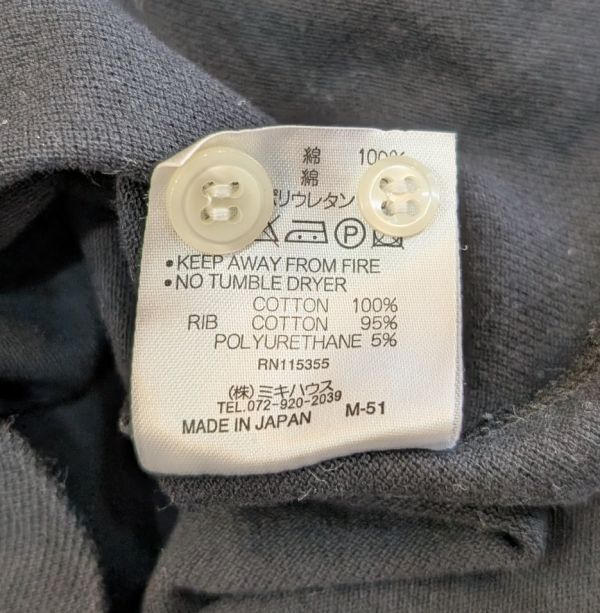 綿 100%
綿
ポリウレタン
P
• KEEP AWAY FROM FIRE
• NO TUMBLE DRYER
COTTON 100%
RIB COTTON 95%
POLYURETHANE 5%
RN115355
(株)ミキハウス
TEL.072-920-2039
MADE IN JAPAN M-51